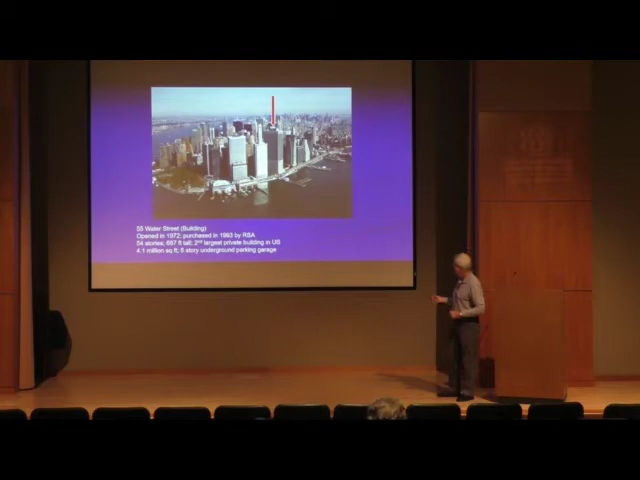 55 Water Street (Building)
Opened in 1972; purchased in 1993 by RSA
54 stories; 687 ft tall; 2nd largest private building in US
4.1 million sq ft; 6 story underground parking garage